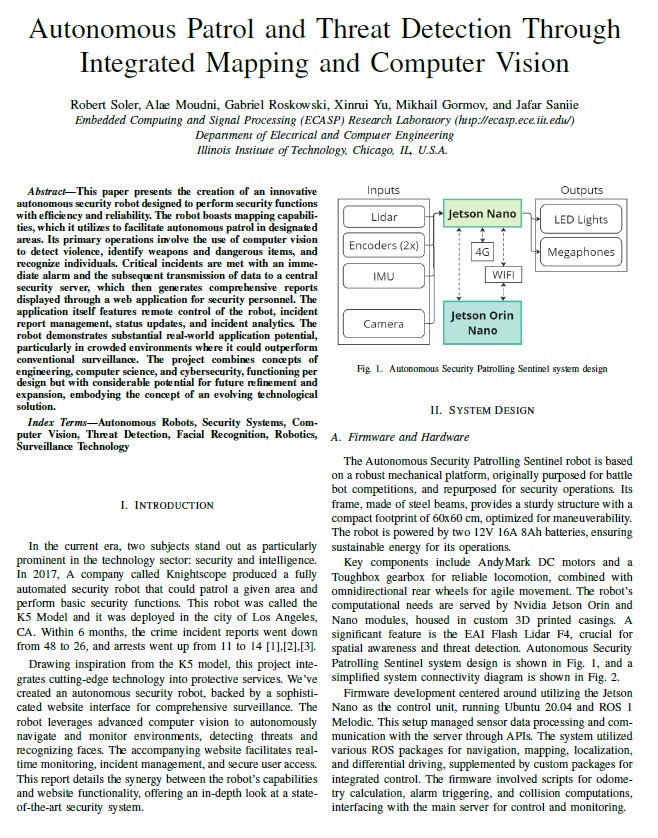 Autonomous Patrol and Threat Detection Through
Integrated Mapping and Computer Vision
Robert Soler, Alae Moudni, Gabriel Roskowski, Xinrui Yu, Mikhail Gormov, and Jafar Saniie
Embedded Computing and Signal Processing (ECASP) Research Laboratory (http://ecasp.ece.iit.edu/)
Department of Electrical and Computer Engineering
Illinois Institute of Technology, Chicago, IL, U.S.A.
Abstract—This paper presents the creation of an innovative
autonomous security robot designed to perform security functions
with efficiency and reliability. The robot boasts mapping capabili-
ties, which it utilizes to facilitate autonomous patrol in designated
areas. Its primary operations involve the use of computer vision
to detect violence, identify weapons and dangerous items, and
recognize individuals. Critical incidents are met with an imme-
diate alarm and the subsequent transmission of data to a central
security server, which then generates comprehensive reports
displayed through a web application for security personnel. The
application itself features remote control of the robot, incident
report management, status updates, and incident analytics. The
robot demonstrates substantial real-world application potential,
particularly in crowded environments where it could outperform
conventional surveillance. The project combines concepts of
engineering, computer science, and cybersecurity, functioning per
design but with considerable potential for future refinement and
expansion, embodying the concept of an evolving technological
solution.
Index Terms—Autonomous Robots, Security Systems, Com-
puter Vision, Threat Detection, Facial Recognition, Robotics,
Surveillance Technology
I. INTRODUCTION
In the current era, two subjects stand out as particularly
prominent in the technology sector: security and intelligence.
In 2017, A company called Knightscope produced a fully
automated security robot that could patrol a given area and
perform basic security functions. This robot was called the
K5 Model and it was deployed in the city of Los Angeles,
CA. Within 6 months, the crime incident reports went down
from 48 to 26, and arrests went up from 11 to 14 [1],[2],[3].
Drawing inspiration from the K5 model, this project inte-
grates cutting-edge technology into protective services. We've
created an autonomous security robot, backed by a sophisti-
cated website interface for comprehensive surveillance. The
robot leverages advanced computer vision to autonomously
navigate and monitor environments, detecting threats and
recognizing faces. The accompanying website facilitates real-
time monitoring, incident management, and secure user access.
This report details the synergy between the robot's capabilities
and website functionality, offering an in-depth look at a state-
of-the-art security system.
Inputs
Outputs
Lidar
Encoders (2x)
IMU
Camera
Jetson Nano
4G
WIFI
Jetson Orin
Nano
LED Lights
Megaphones
Fig. 1. Autonomous Security Patrolling Sentinel system design
II. SYSTEM DESIGN
A. Firmware and Hardware
The Autonomous Security Patrolling Sentinel robot is based
on a robust mechanical platform, originally purposed for battle
bot competitions, and repurposed for security operations. Its
frame, made of steel beams, provides a sturdy structure with a
compact footprint of 60x60 cm, optimized for maneuverability.
The robot is powered by two 12V 16A 8Ah batteries, ensuring
sustainable energy for its operations.
Key components include AndyMark DC motors and a
Toughbox gearbox for reliable locomotion, combined with
omnidirectional rear wheels for agile movement. The robot's
computational needs are served by Nvidia Jetson Orin and
Nano modules, housed in custom 3D printed casings. A
significant feature is the EAI Flash Lidar F4, crucial for
spatial awareness and threat detection. Autonomous Security
Patrolling Sentinel system design is shown in Fig. 1, and a
simplified system connectivity diagram is shown in Fig. 2.
Firmware development centered around utilizing the Jetson
Nano as the control unit, running Ubuntu 20.04 and ROS 1
Melodic. This setup managed sensor data processing and com-
munication with the server through APIs. The system utilized
various ROS packages for navigation, mapping, localization,
and differential driving, supplemented by custom packages for
integrated control. The firmware involved scripts for odome-
try calculation, alarm triggering, and collision computations,
interfacing with the main server for control and monitoring.